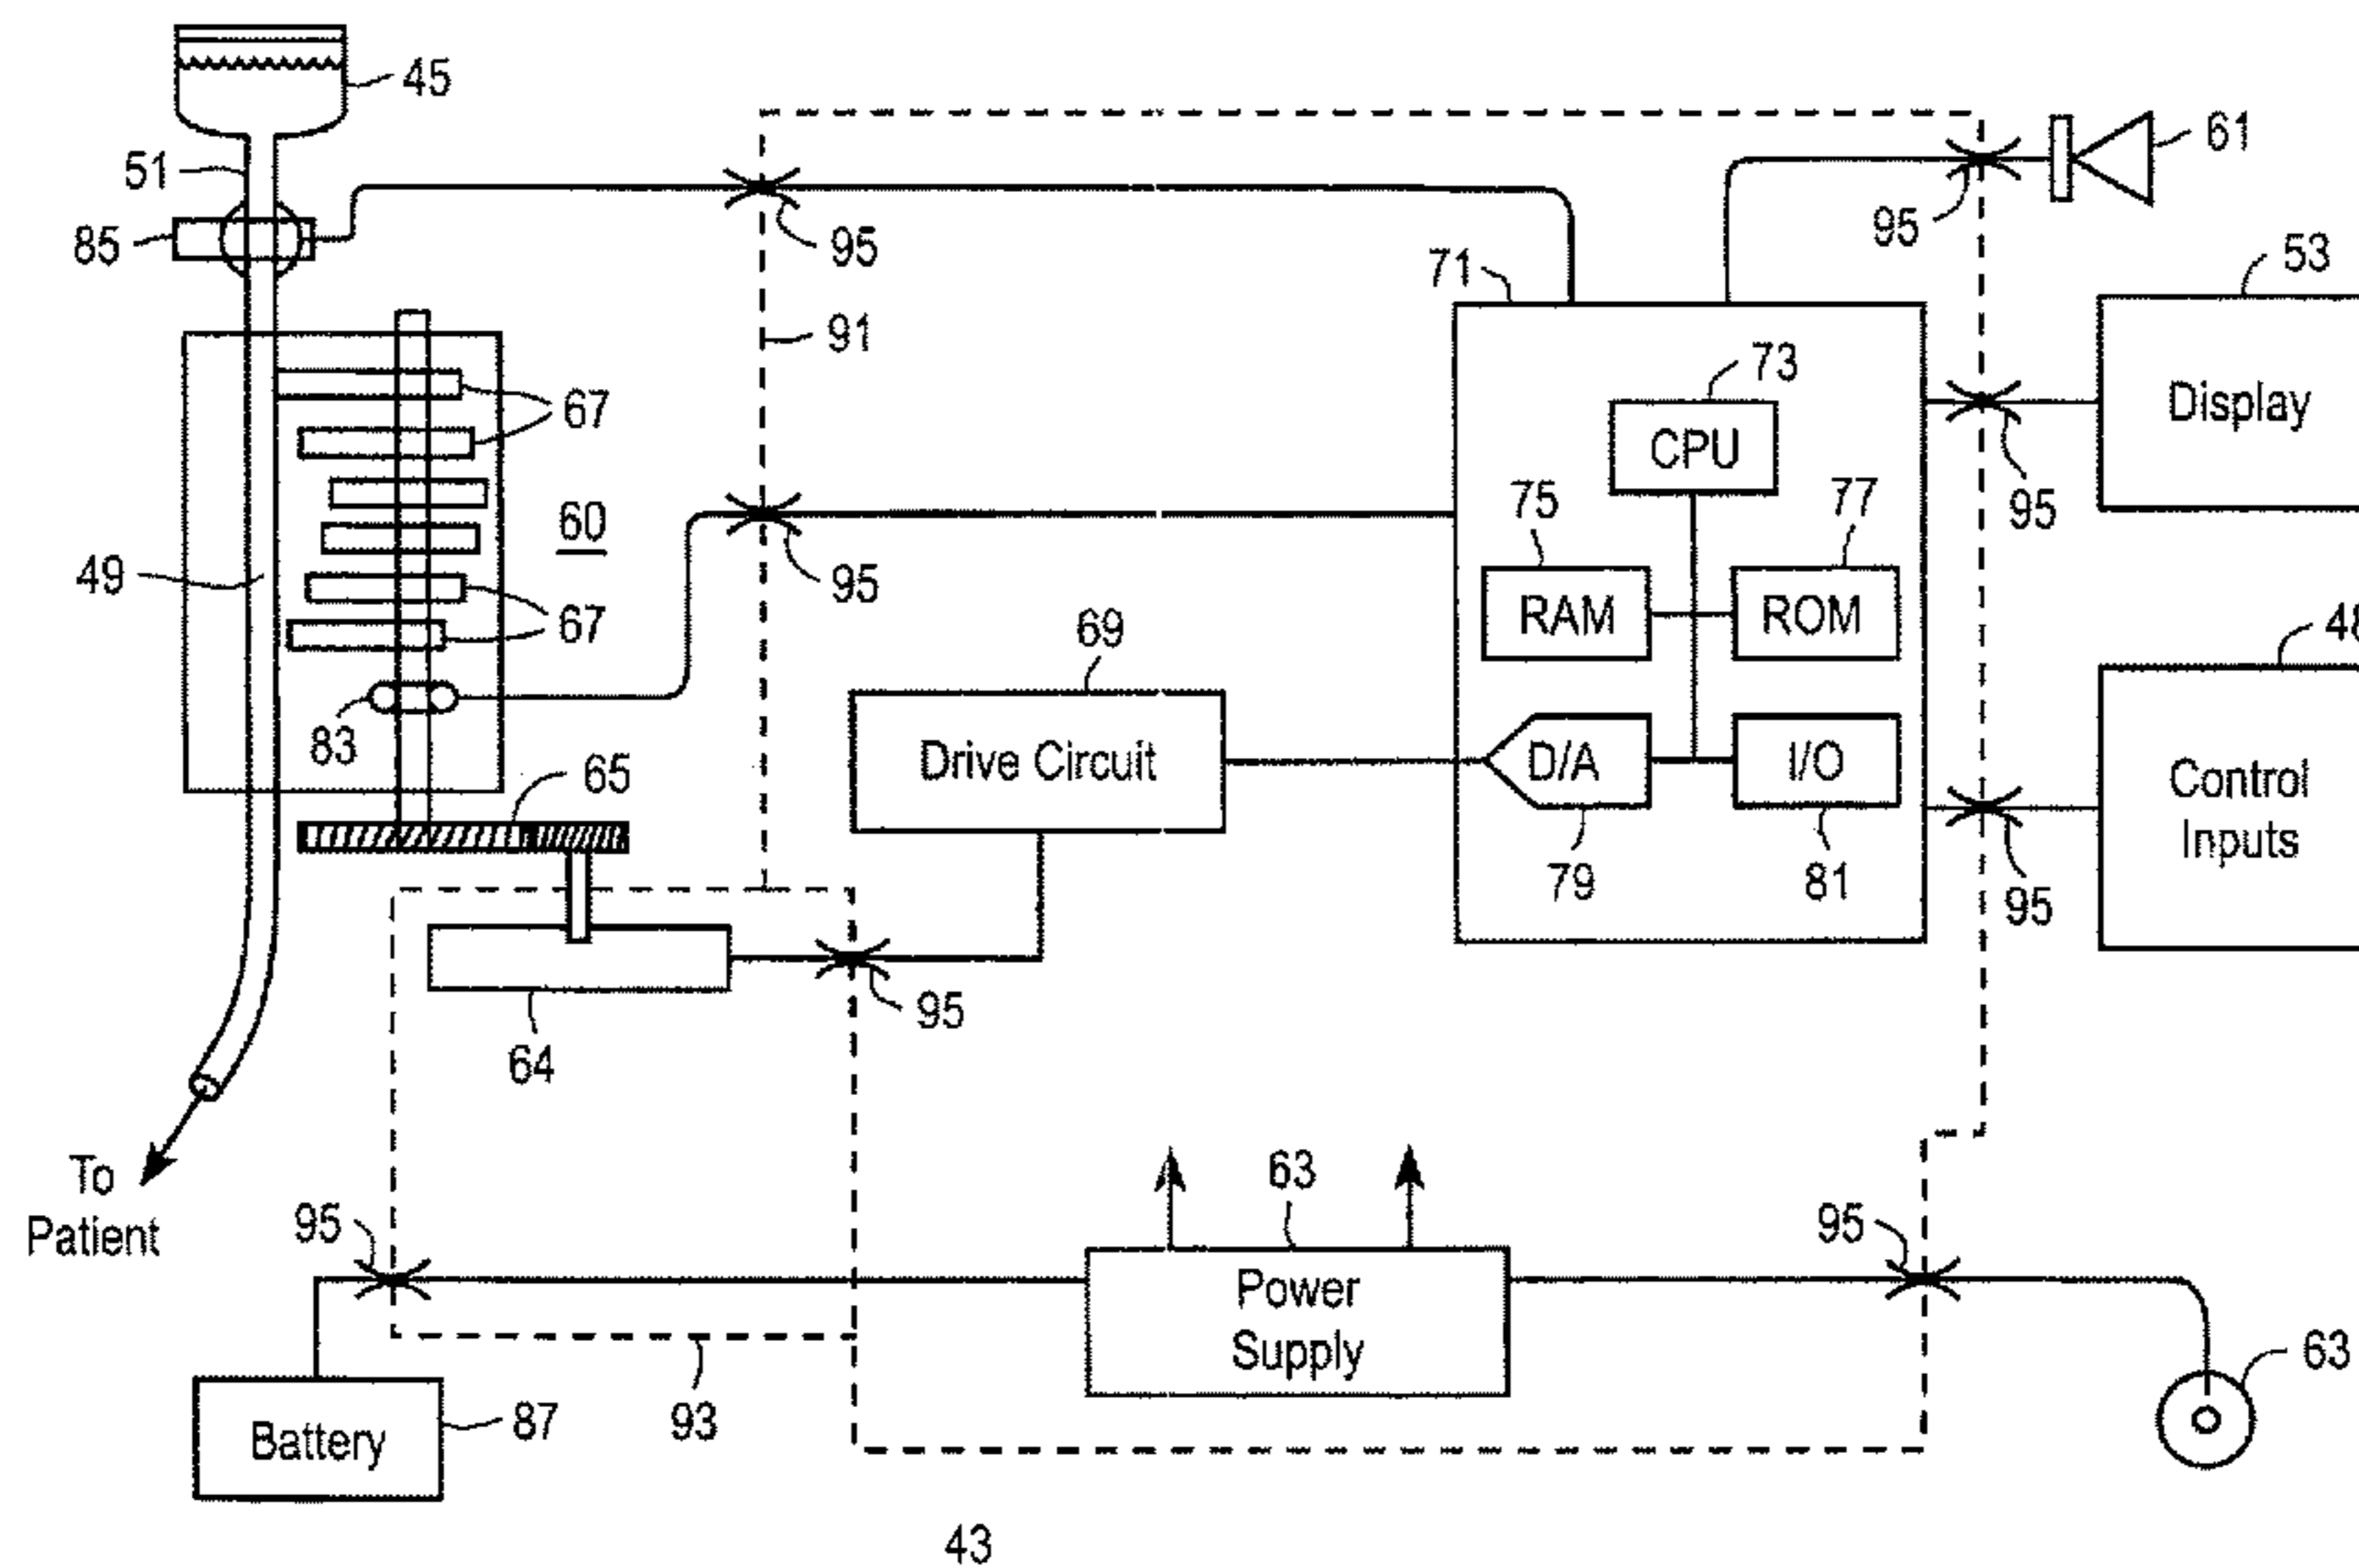 45
51
61
85
95
95
53
71
91
73
Display
67
CPU
60
75
77
95
49
95
RAM
ROM
67
69
48
83
65
Drive Circuit
D/A
I/O
Control
Inputs
79
81
95
95
64
To
Patient
95
63
95
Power
Supply
63
Battery
87
93
43